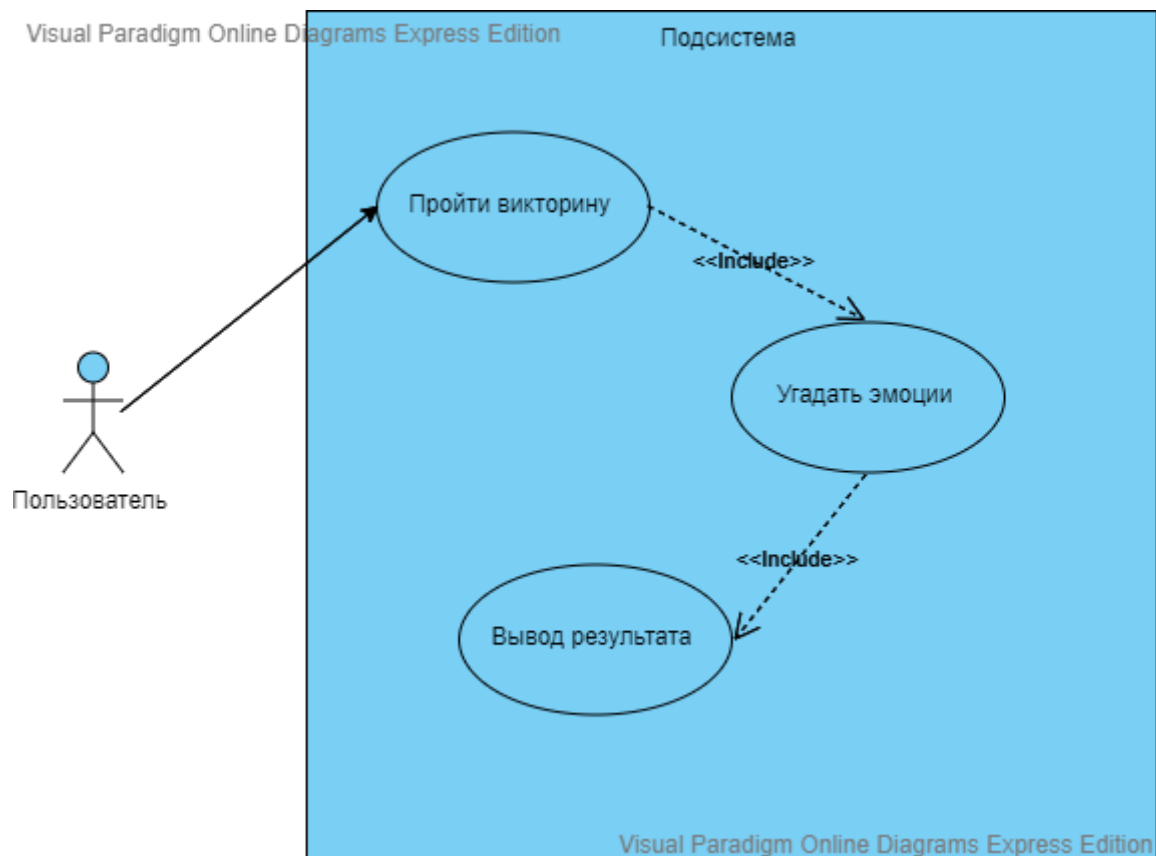 Visual Paradigm Online Diagrams Express Edition
Подсистема
Пройти викторину
<<Include>>
Угадать эмоции
Пользователь
<<Include>>
Вывод результата
Visual Paradigm Online Diagrams Express Edition